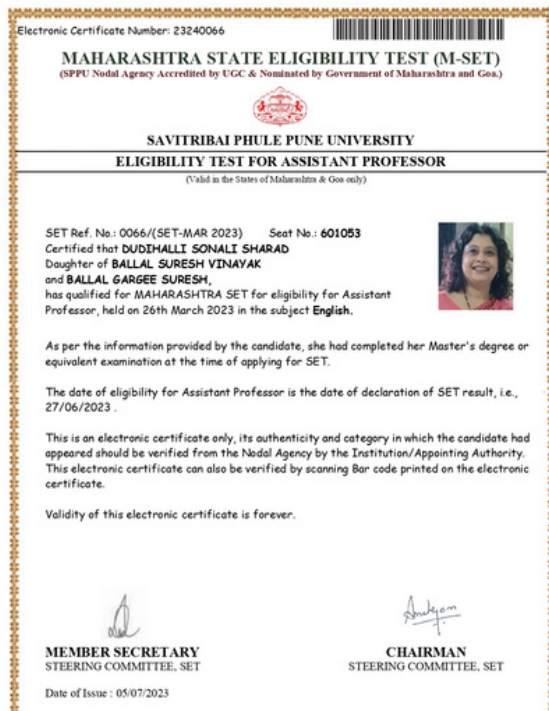 Electronic Certificate Number: 23240066
MAHARASHTRA STATE ELIGIBILITY TEST (M-SET)
(SPPU Nodal Agency Accredited by UGC & Nominated by Government of Maharashtra and Goa.)
SAVITRIBAI PHULE PUNE UNIVERSITY
ELIGIBILITY TEST FOR ASSISTANT PROFESSOR
(Valid in the States of Maharashtra & Goa only)
SET Ref. No.: 0066/(SET-MAR 2023) Seat No.: 601053
Certified that DUDIHALLI SONALI SHARAD
Daughter of BALLAL SURESH VINAYAK
and BALLAL GARGEE SURESH,
has qualified for MAHARASHTRA SET for eligibility for Assistant
Professor, held on 26th March 2023 in the subject English.
As per the information provided by the candidate, she had completed her Master's degree or
equivalent examination at the time of applying for SET.
The date of eligibility for Assistant Professor is the date of declaration of SET result, i.e.,
27/06/2023 .
This is an electronic certificate only, its authenticity and category in which the candidate had
appeared should be verified from the Nodal Agency by the Institution/Appointing Authority.
This electronic certificate can also be verified by scanning Bar code printed on the electronic
certificate.
Validity of this electronic certificate is forever.
MEMBER SECRETARY
STEERING COMMITTEE, SET
CHAIRMAN
STEERING COMMITTEE, SET
Date of Issue : 05/07/2023